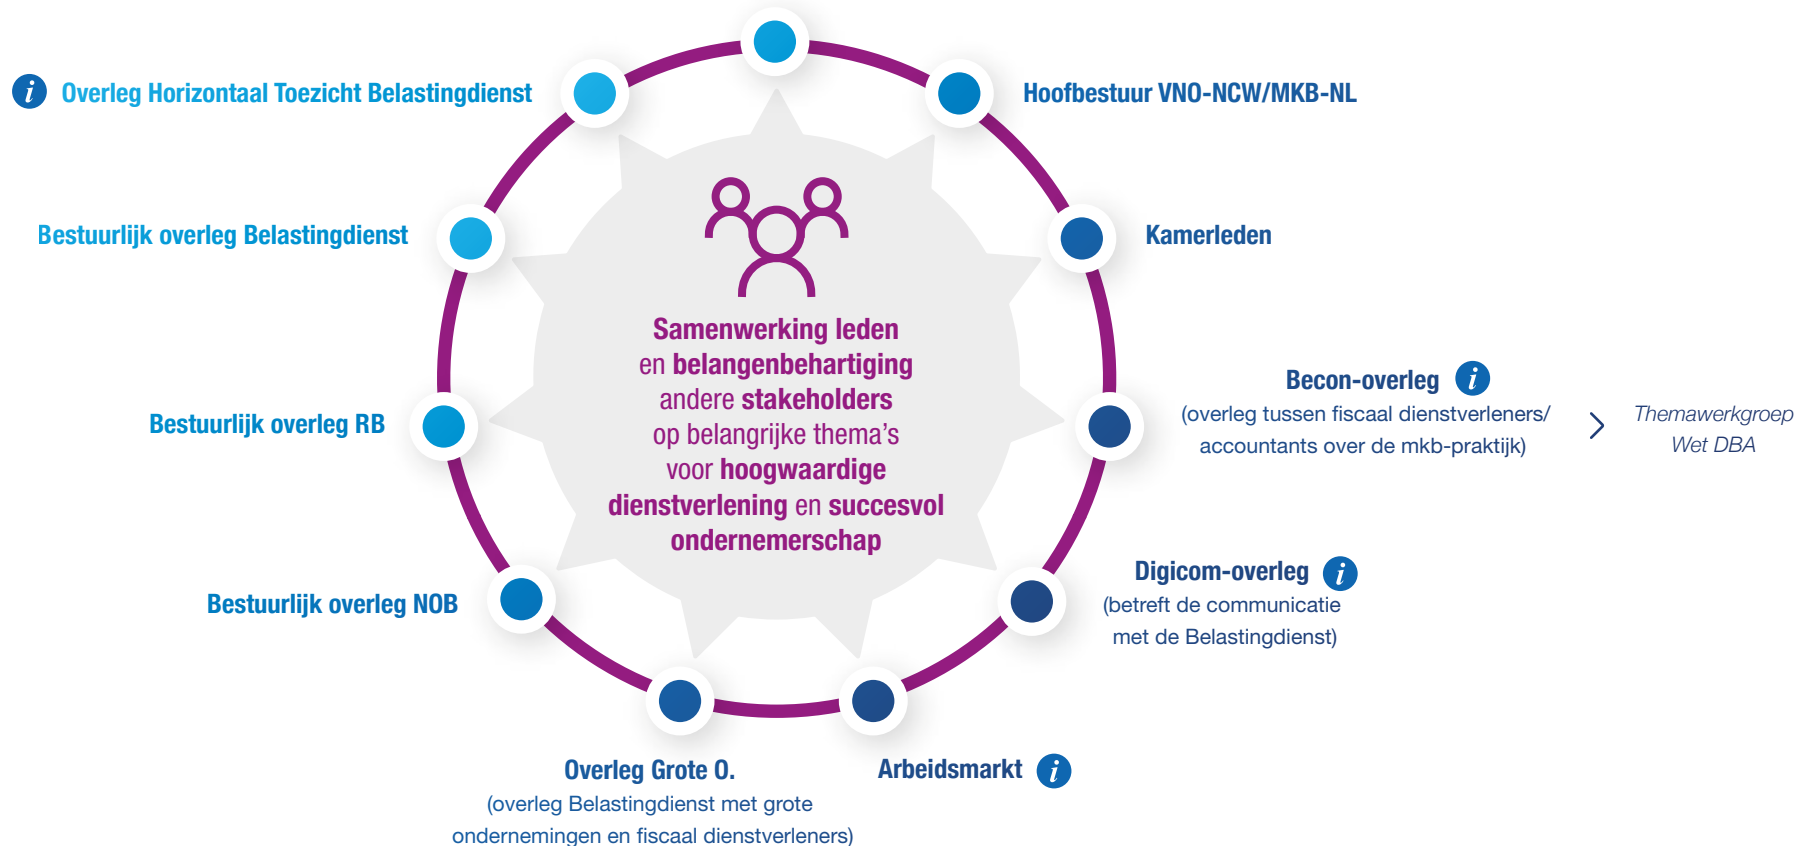 i Overleg Horizontaal Toezicht Belastingdienst
Hoofbestuur VNO-NCW/MKB-NL
Bestuurlijk overleg Belastingdienst
Kamerleden
Samenwerking leden
en belangenbehartiging
andere stakeholders
op belangrijke thema's
voor hoogwaardige
dienstverlening en succesvol
ondernemerschap
Bestuurlijk overleg RB
Becon-overleg i
(overleg tussen fiscaal dienstverleners/
accountants over de mkb-praktijk)
Themawerkgroep
Wet DBA
Bestuurlijk overleg NOB
Digicom-overleg i
(betreft de communicatie
met de Belastingdienst)
Overleg Grote O.
(overleg Belastingdienst met grote
ondernemingen en fiscaal dienstverleners)
Arbeidsmarkt i